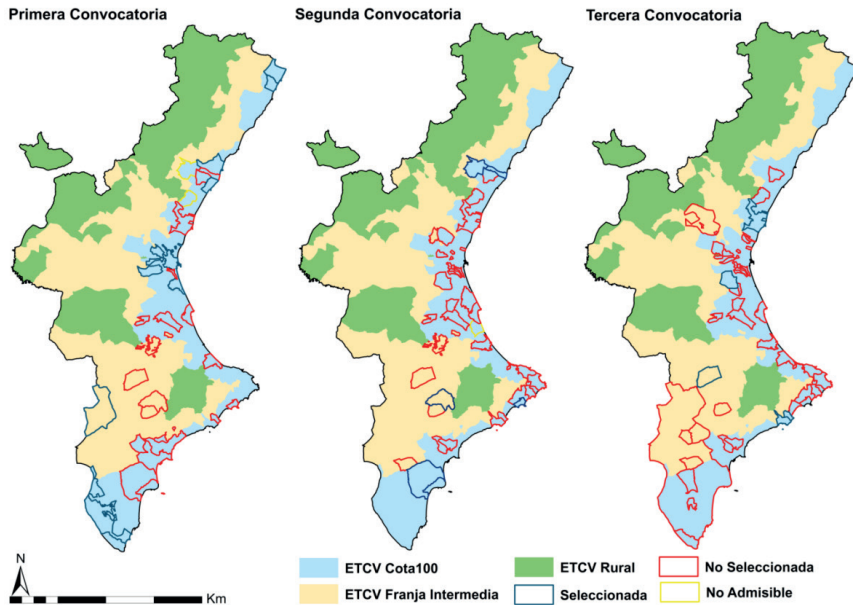 Primera Convocatoria
Segunda Convocatoria
Tercera Convocatoria
N
Km
ETCV Cota100
ETCV Rural
No Seleccionada
ETCV Franja Intermedia
Seleccionada
No Admisible